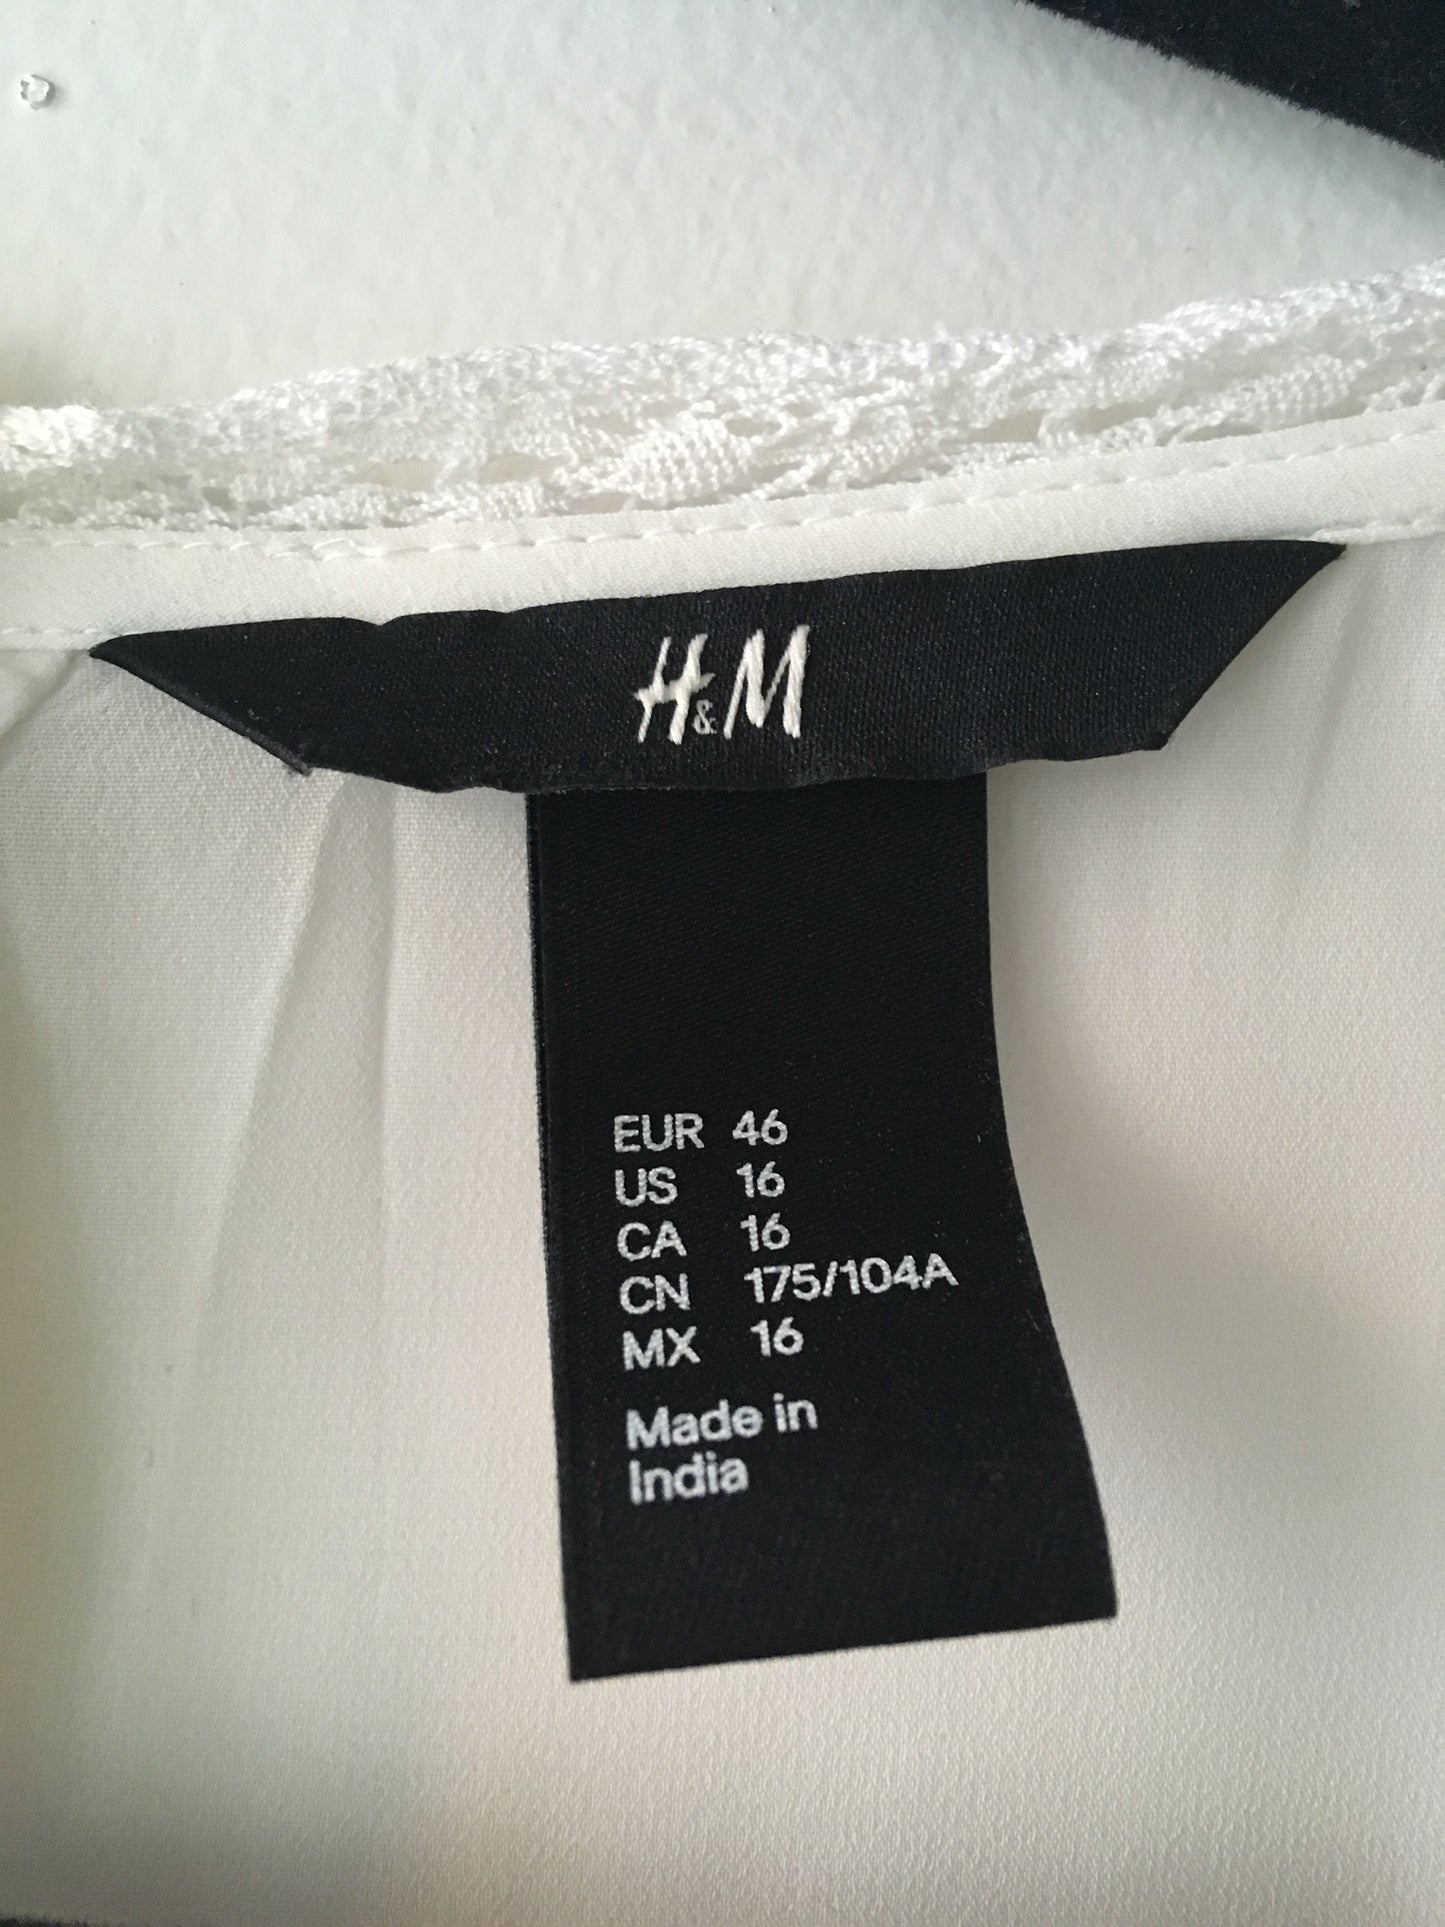 H&M
EUR 46
US 16
CA 16
CN 175/104A
MX 16
Made in
India